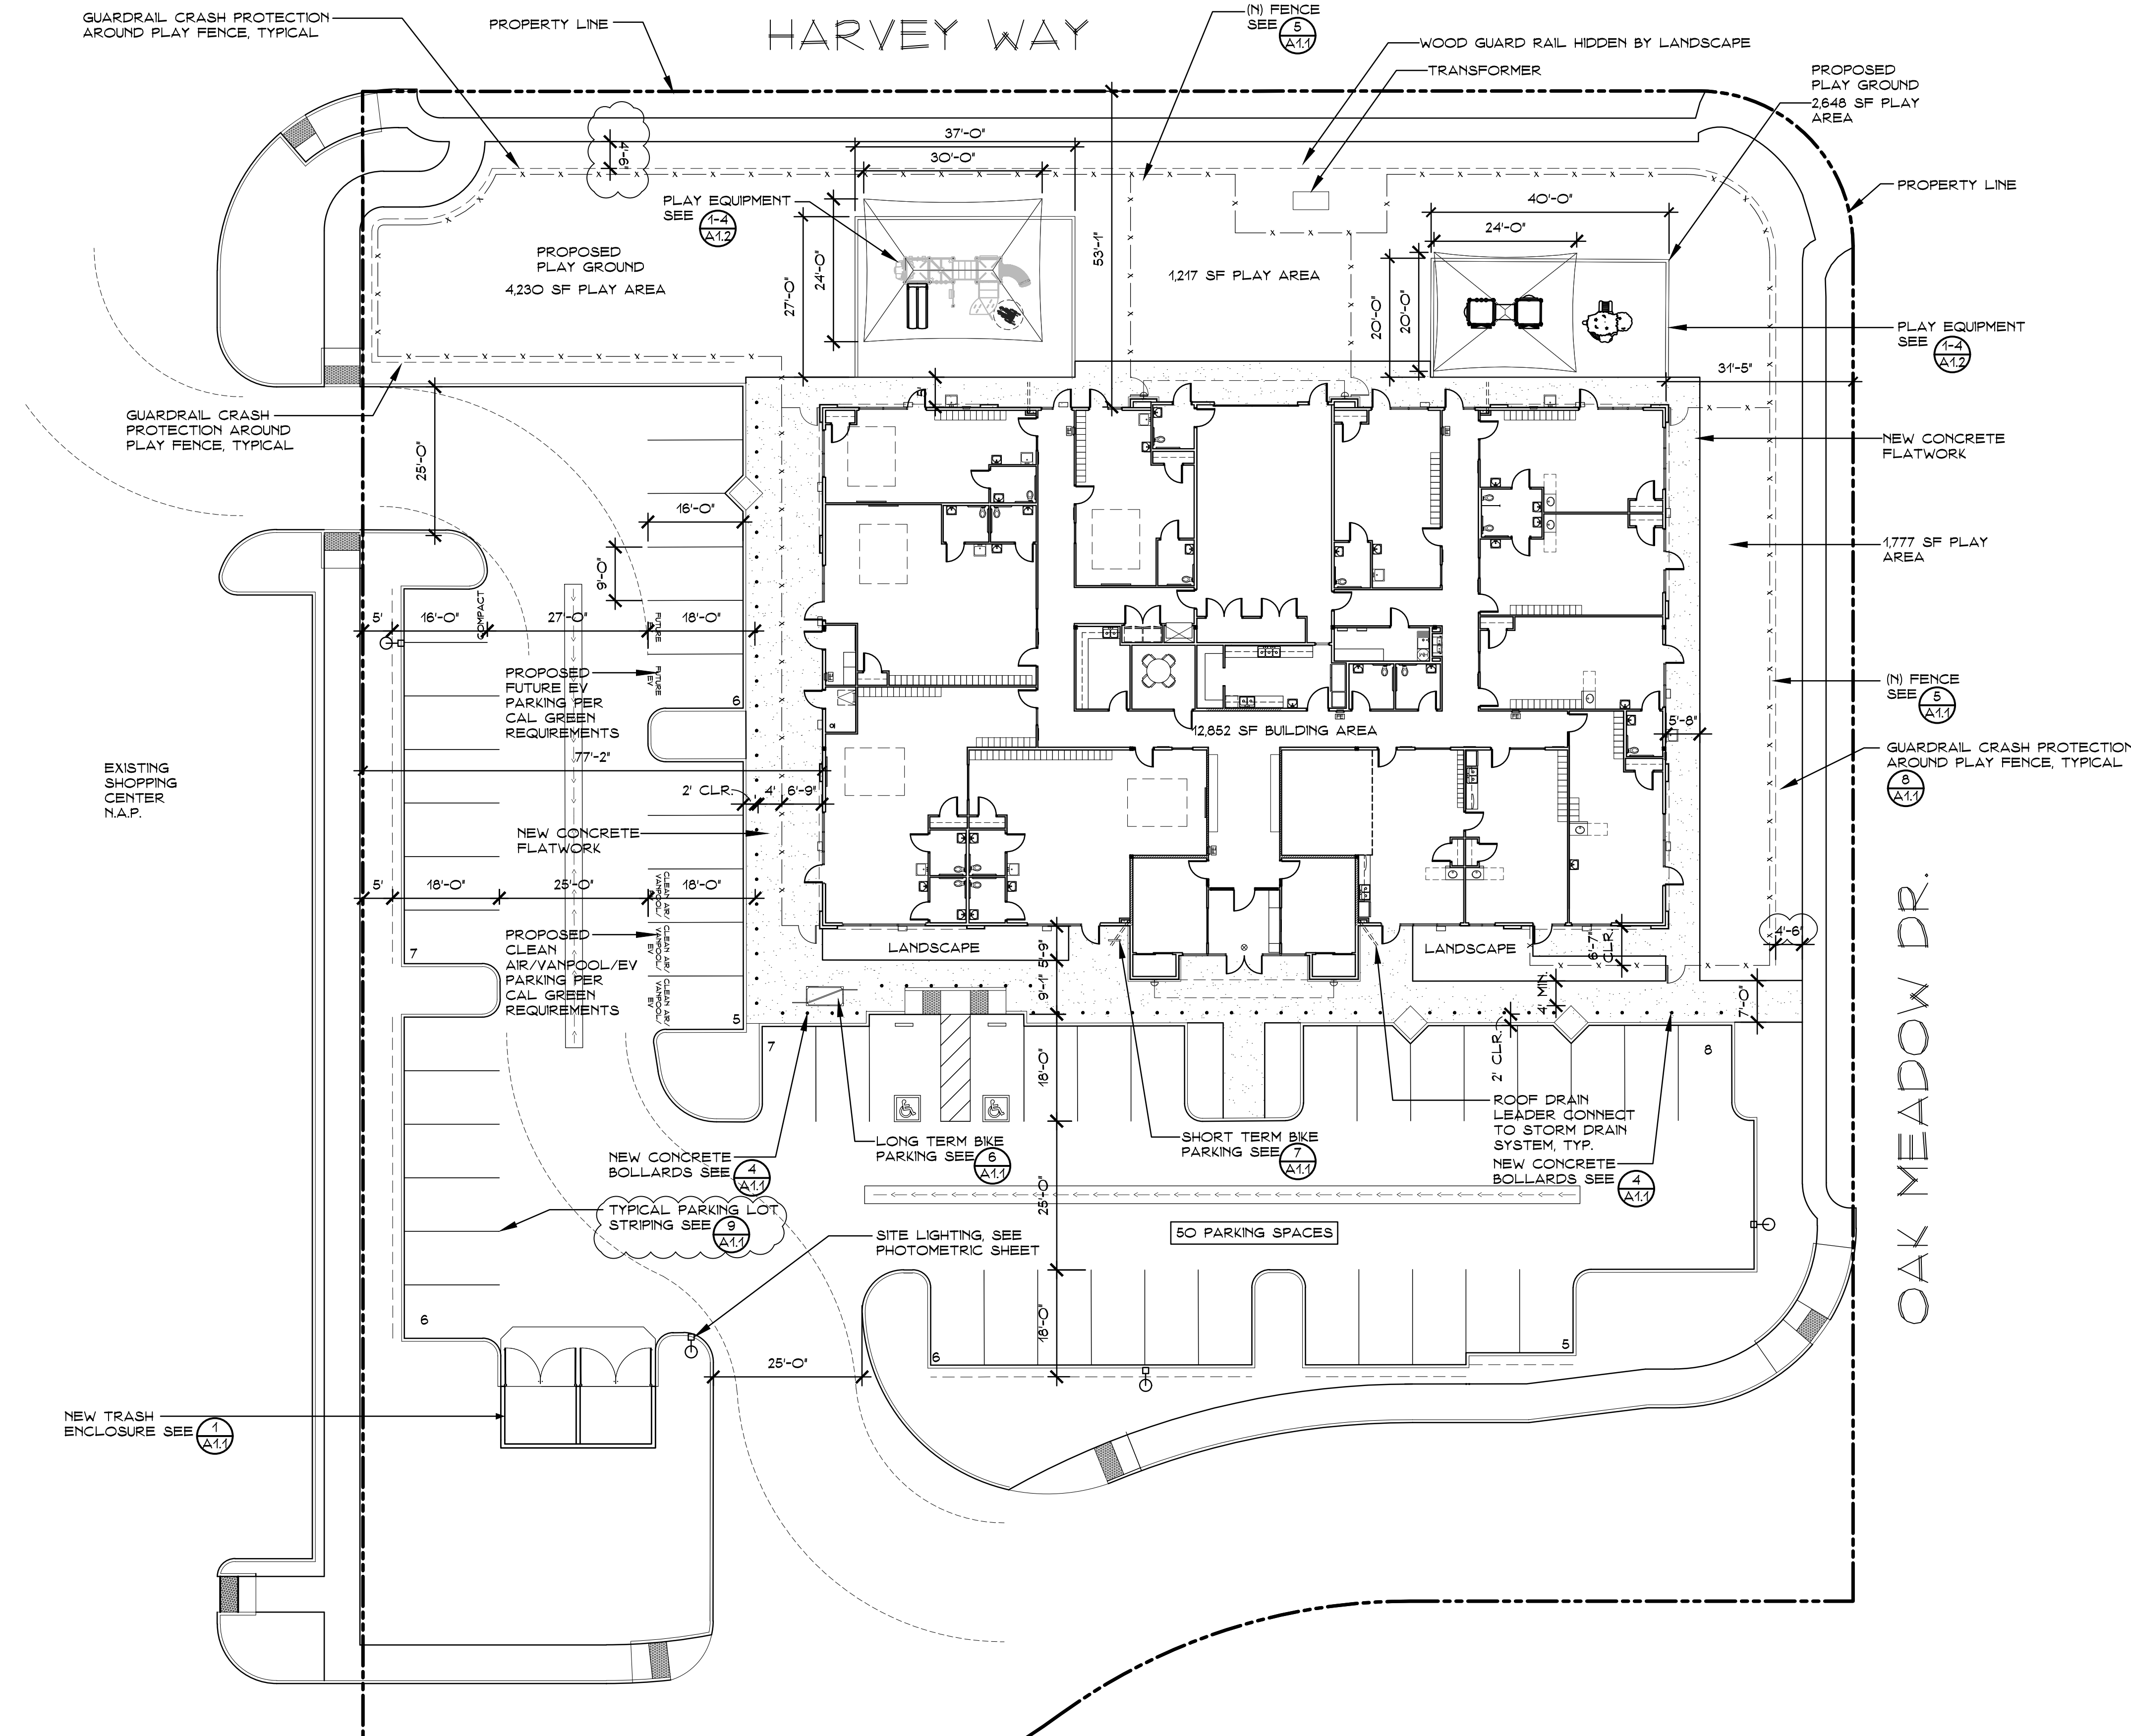 HARVEY WAY
GUARDRAIL CRASH PROTECTION
AROUND PLAY FENCE, TYPICAL
PROPERTY LINE
(N) FENCE
SEE 5
A1.1
WOOD GUARD RAIL HIDDEN BY LANDSCAPE
TRANSFORMER
PROPOSED
PLAY GROUND
2,648 SF PLAY
AREA
PROPERTY LINE
37'-0"
30'-0"
4'-6"
PLAY EQUIPMENT
SEE 1-4
A1.2
40'-0"
24'-0"
PROPOSED
PLAY GROUND
4,230 SF PLAY AREA
27'-0"
24'-0"
53'-1"
1,217 SF PLAY AREA
20'-0"
20'-0"
PLAY EQUIPMENT
SEE 1-4
A1.2
31'-5"
GUARDRAIL CRASH
PROTECTION AROUND
PLAY FENCE, TYPICAL
25'-0"
NEW CONCRETE
FLATWORK
16'-0"
9'-0"
1,777 SF PLAY
AREA
5'
16'-0"
COMPACT
27'-0"
FUTURE
18'-0"
PROPOSED
FUTURE EV
PARKING PER
CAL GREEN
REQUIREMENTS
FUTURE
EV
6
(N) FENCE
SEE 5
A1.1
12,852 SF BUILDING AREA
5'-8"
77'-2"
GUARDRAIL CRASH PROTECTION
AROUND PLAY FENCE, TYPICAL
8
A1.1
EXISTING
SHOPPING
CENTER
N.A.P.
2' CLR.
4'
6'-9"
NEW CONCRETE
FLATWORK
5'
18'-0"
25'-0"
18'-0"
CLEAN AIR/
VANPOOL/
CLEAN AIR/
VANPOOL/
EV
CLEAN AIR/
VANPOOL/
EV
PROPOSED
CLEAN
AIR/VANPOOL/EV
PARKING PER
CAL GREEN
REQUIREMENTS
7
5
LANDSCAPE
5'-9"
9'-1"
LANDSCAPE
6'-7"
CLR.
4'-6"
4' MIN.
7'-0"
2' CLR.
OAK MEADOW DR.
7
8
18'-0"
NEW CONCRETE
BOLLARDS SEE 4
A1.1
LONG TERM BIKE
PARKING SEE 6
A1.1
SHORT TERM BIKE
PARKING SEE 7
A1.1
ROOF DRAIN
LEADER CONNECT
TO STORM DRAIN
SYSTEM, TYP.
NEW CONCRETE
BOLLARDS SEE 4
A1.1
25'-0"
TYPICAL PARKING LOT
STRIPING SEE 9
A1.1
SITE LIGHTING, SEE
PHOTOMETRIC SHEET
50 PARKING SPACES
6
18'-0"
6
5
25'-0"
NEW TRASH
ENCLOSURE SEE 1
A1.1